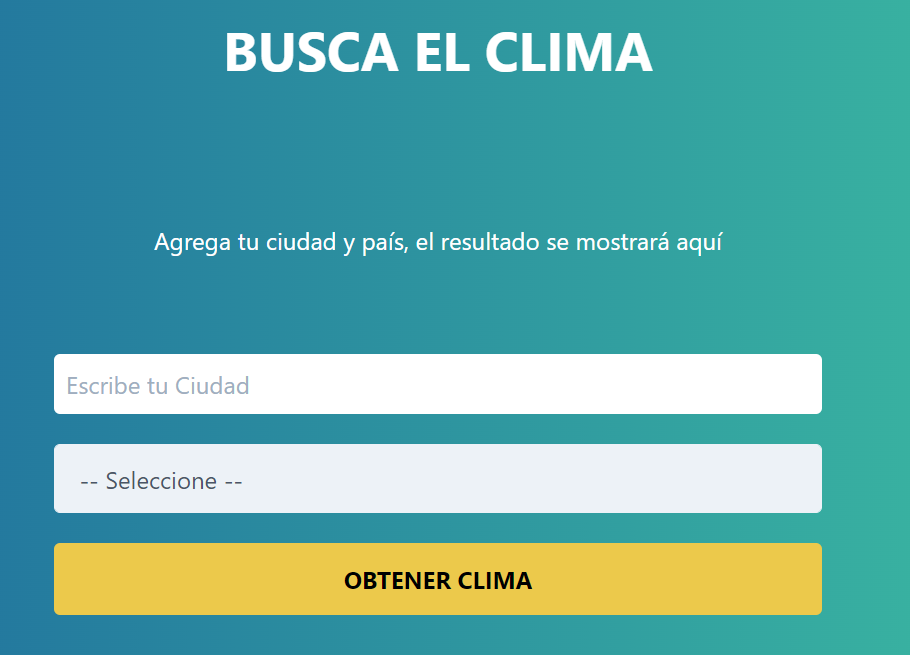 BUSCA EL CLIMA
Agrega tu ciudad y país, el resultado se mostrará aquí
Escribe tu Ciudad
-- Seleccione --
OBTENER CLIMA